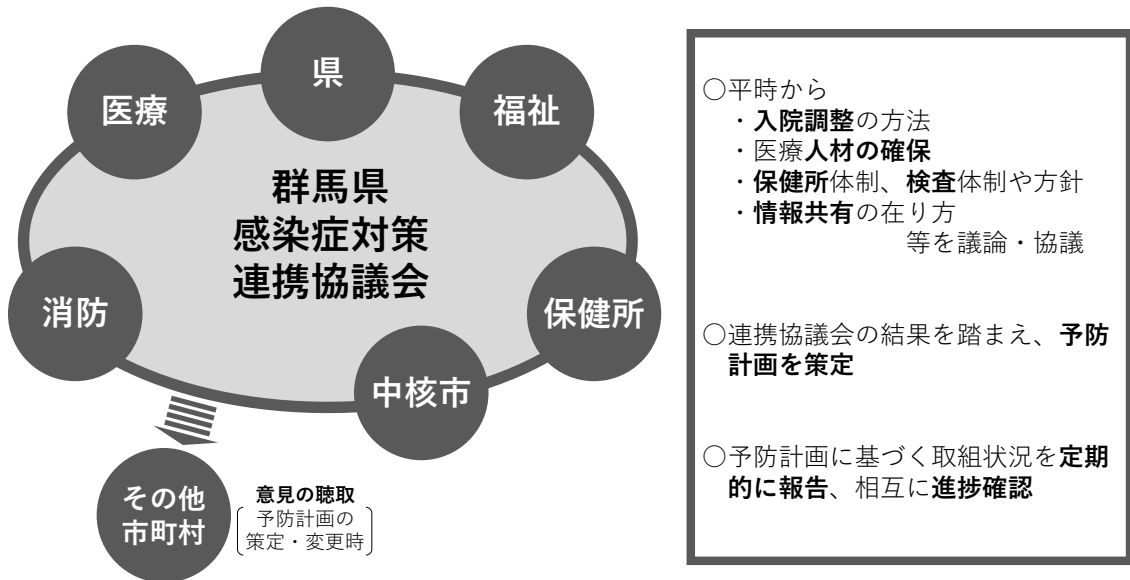 県
医療
福祉
群馬県
感染症対策
連携協議会
消防
保健所
中核市
その他
市町村
意見の聴取
予防計画の
策定・変更時
○平時から
・入院調整の方法
・医療人材の確保
・保健所体制、検査体制や方針
・情報共有の在り方
等を議論・協議
○連携協議会の結果を踏まえ、予防
計画を策定
○予防計画に基づく取組状況を定期
的に報告、相互に進捗確認